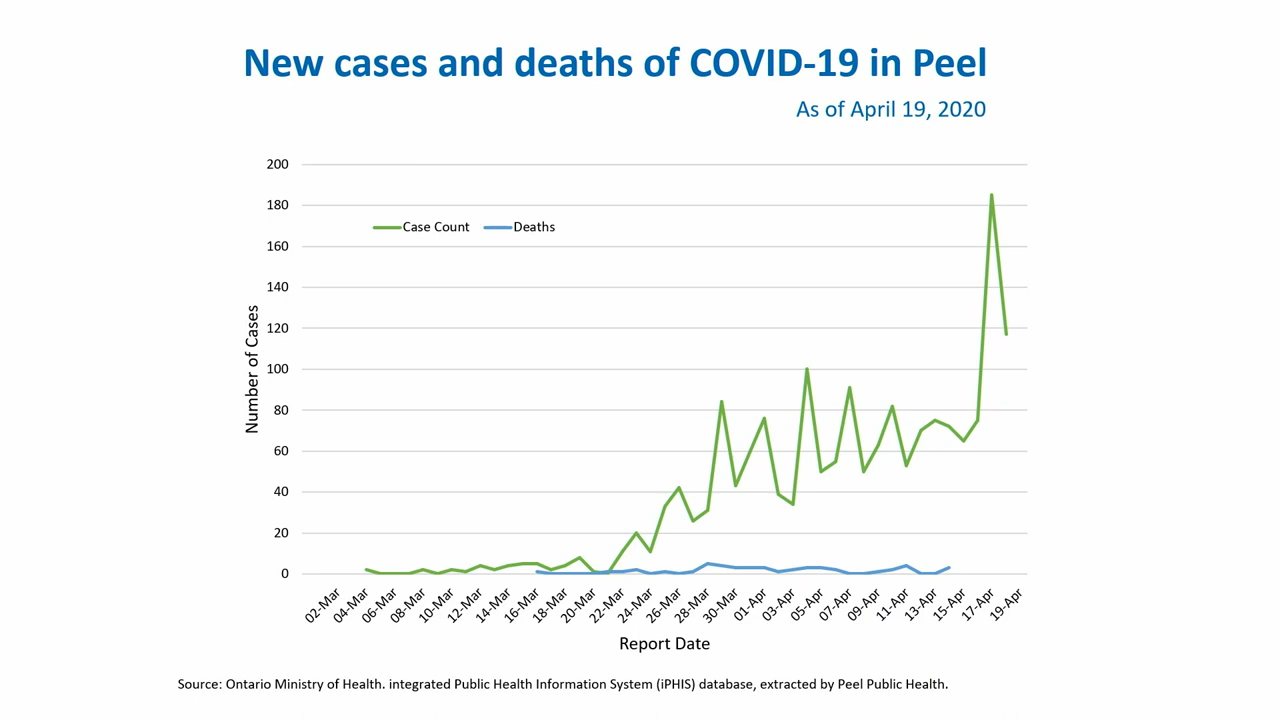 New cases and deaths of COVID-19 in Peel
As of April 19, 2020
200
180
160
140
120
100
80
60
40
20
0
Case Count
Deaths
Number of Cases
02-Mar
04-Mar
06-Mar
08-Mar
10-Mar
12-Mar
14-Mar
16-Mar
18-Mar
20-Mar
22-Mar
24-Mar
26-Mar
28-Mar
30-Mar
01-Apr
03-Apr
05-Apr
07-Apr
09-Apr
11-Apr
13-Apr
15-Apr
17-Apr
19-Apr
Report Date
Source: Ontario Ministry of Health. integrated Public Health Information System (iPHIS) database, extracted by Peel Public Health.